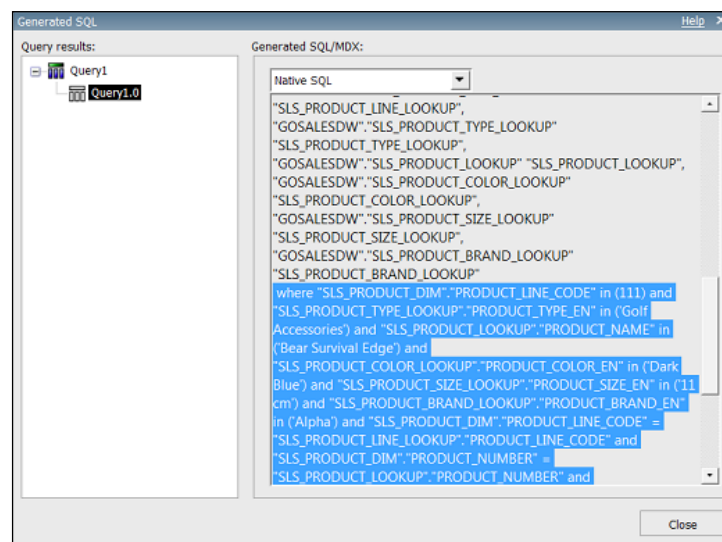 Generated SQL
Help
Query results:
Generated SQL/MDX:
Query1
Query1.0
Native SQL
"SLS_PRODUCT_LINE_LOOKUP",
"GOSALESDW"."SLS_PRODUCT_TYPE_LOOKUP"
"SLS_PRODUCT_TYPE_LOOKUP",
"GOSALESDW"."SLS_PRODUCT_LOOKUP" "SLS_PRODUCT_LOOKUP",
"GOSALESDW"."SLS_PRODUCT_COLOR_LOOKUP"
"SLS_PRODUCT_COLOR_LOOKUP",
"GOSALESDW"."SLS_PRODUCT_SIZE_LOOKUP"
"SLS_PRODUCT_SIZE_LOOKUP",
"GOSALESDW"."SLS_PRODUCT_BRAND_LOOKUP"
"SLS_PRODUCT_BRAND_LOOKUP"
where "SLS_PRODUCT_DIM"."PRODUCT_LINE_CODE" in (111) and
"SLS_PRODUCT_TYPE_LOOKUP"."PRODUCT_TYPE_EN" in ('Golf
Accessories') and "SLS_PRODUCT_LOOKUP"."PRODUCT_NAME" in
('Bear Survival Edge') and
"SLS_PRODUCT_COLOR_LOOKUP"."PRODUCT_COLOR_EN" in ('Dark
Blue') and "SLS_PRODUCT_SIZE_LOOKUP"."PRODUCT_SIZE_EN" in ('11
cm') and "SLS_PRODUCT_BRAND_LOOKUP"."PRODUCT_BRAND_EN"
in ('Alpha') and "SLS_PRODUCT_DIM"."PRODUCT_LINE_CODE" =
"SLS_PRODUCT_LINE_LOOKUP"."PRODUCT_LINE_CODE" and
"SLS_PRODUCT_DIM"."PRODUCT_NUMBER" =
"SLS_PRODUCT_LOOKUP"."PRODUCT_NUMBER" and
Close